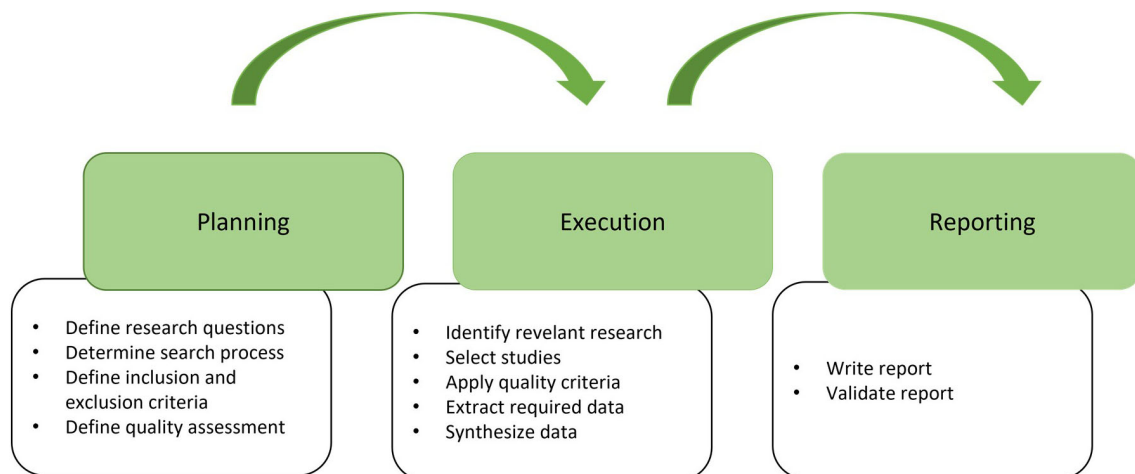 Planning
• Define research questions
• Determine search process
• Define inclusion and
exclusion criteria
• Define quality assessment
Execution
• Identify revelant research
• Select studies
• Apply quality criteria
• Extract required data
• Synthesize data
Reporting
• Write report
• Validate report